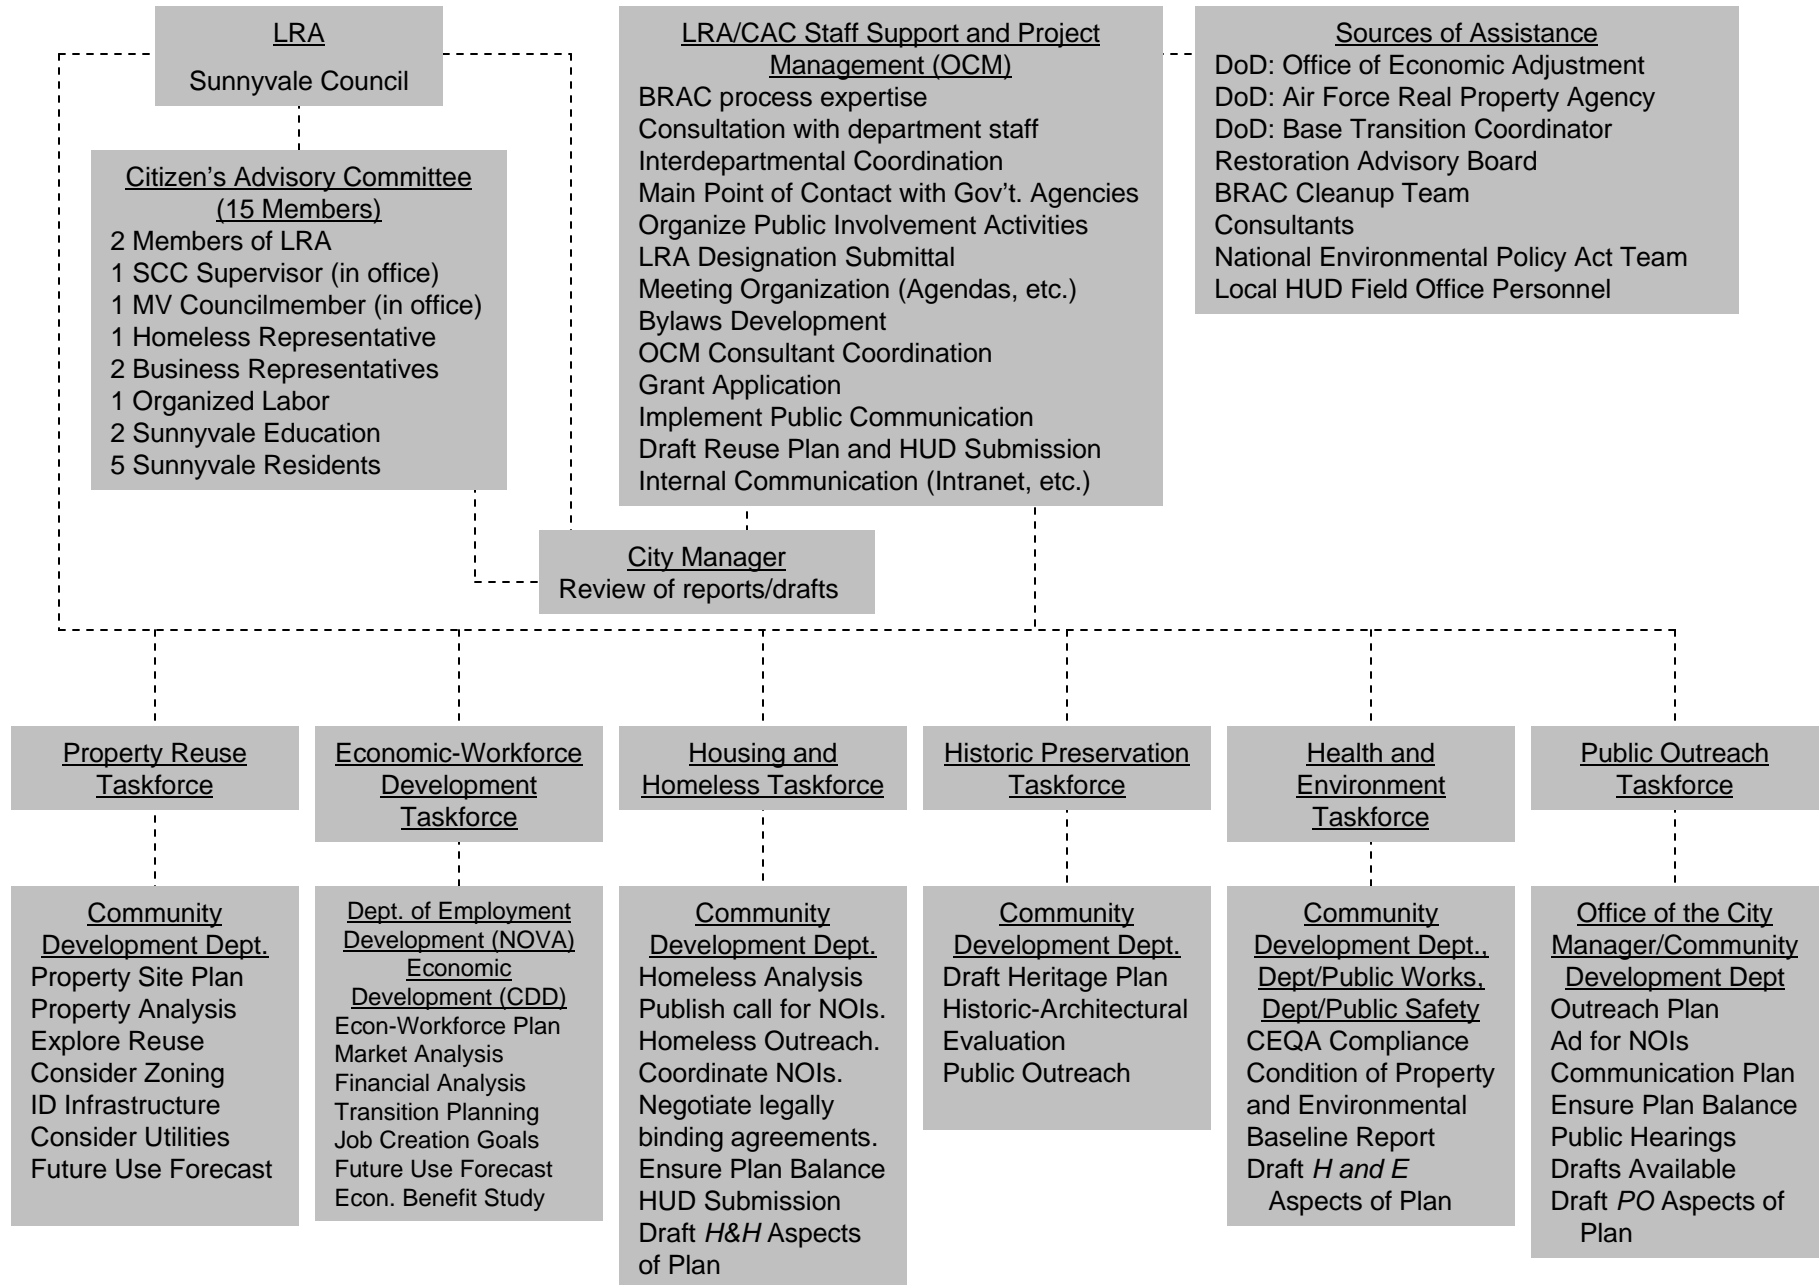 LRA
Sunnyvale Council
Citizen's Advisory Committee
(15 Members)
2 Members of LRA
1 SCC Supervisor (in office)
1 MV Councilmember (in office)
1 Homeless Representative
2 Business Representatives
1 Organized Labor
2 Sunnyvale Education
5 Sunnyvale Residents
LRA/CAC Staff Support and Project
Management (OCM)
BRAC process expertise
Consultation with department staff
Interdepartmental Coordination
Main Point of Contact with Gov't. Agencies
Organize Public Involvement Activities
LRA Designation Submittal
Meeting Organization (Agendas, etc.)
Bylaws Development
OCM Consultant Coordination
Grant Application
Implement Public Communication
Draft Reuse Plan and HUD Submission
Internal Communication (Intranet, etc.)
Sources of Assistance
DoD: Office of Economic Adjustment
DoD: Air Force Real Property Agency
DoD: Base Transition Coordinator
Restoration Advisory Board
BRAC Cleanup Team
Consultants
National Environmental Policy Act Team
Local HUD Field Office Personnel
City Manager
Review of reports/drafts
Property Reuse
Taskforce
Economic-Workforce
Development
Taskforce
Housing and
Homeless Taskforce
Historic Preservation
Taskforce
Health and
Environment
Taskforce
Public Outreach
Taskforce
Community
Development Dept.
Property Site Plan
Property Analysis
Explore Reuse
Consider Zoning
ID Infrastructure
Consider Utilities
Future Use Forecast
Dept. of Employment
Development (NOVA)
Economic
Development (CDD)
Econ-Workforce Plan
Market Analysis
Financial Analysis
Transition Planning
Job Creation Goals
Future Use Forecast
Econ. Benefit Study
Community
Development Dept.
Homeless Analysis
Publish call for NOIs.
Homeless Outreach.
Coordinate NOIs.
Negotiate legally
binding agreements.
Ensure Plan Balance
HUD Submission
Draft H&H Aspects
of Plan
Community
Development Dept.
Draft Heritage Plan
Historic-Architectural
Evaluation
Public Outreach
Community
Development Dept.,
Dept/Public Works,
Dept/Public Safety
CEQA Compliance
Condition of Property
and Environmental
Baseline Report
Draft H and E
Aspects of Plan
Office of the City
Manager/Community
Development Dept
Outreach Plan
Ad for NOIs
Communication Plan
Ensure Plan Balance
Public Hearings
Drafts Available
Draft PO Aspects of
Plan